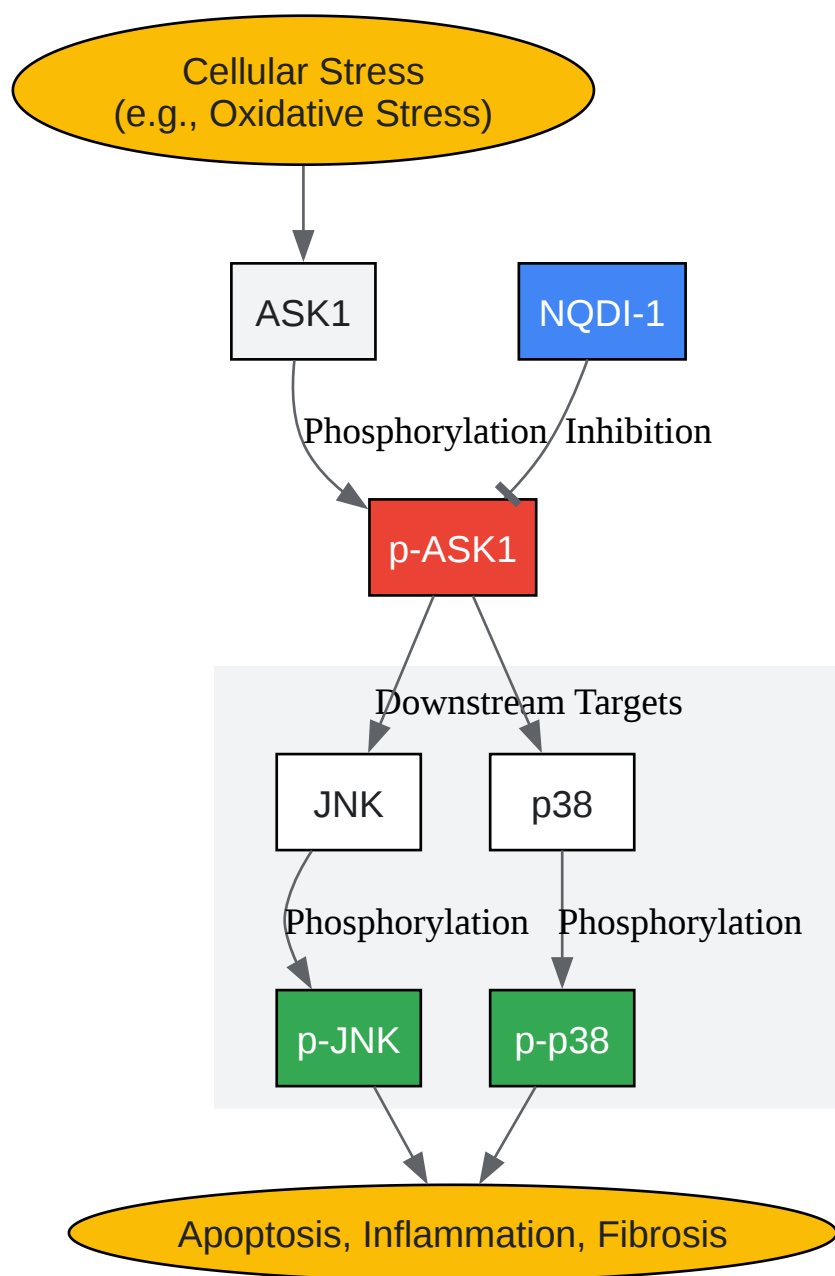 Cellular Stress
(e.g., Oxidative Stress)
ASK1
NQDI-1
Phosphorylation
Inhibition
p-ASK1
Downstream Targets
JNK
p38
Phosphorylation
Phosphorylation
p-JNK
p-p38
Apoptosis, Inflammation, Fibrosis